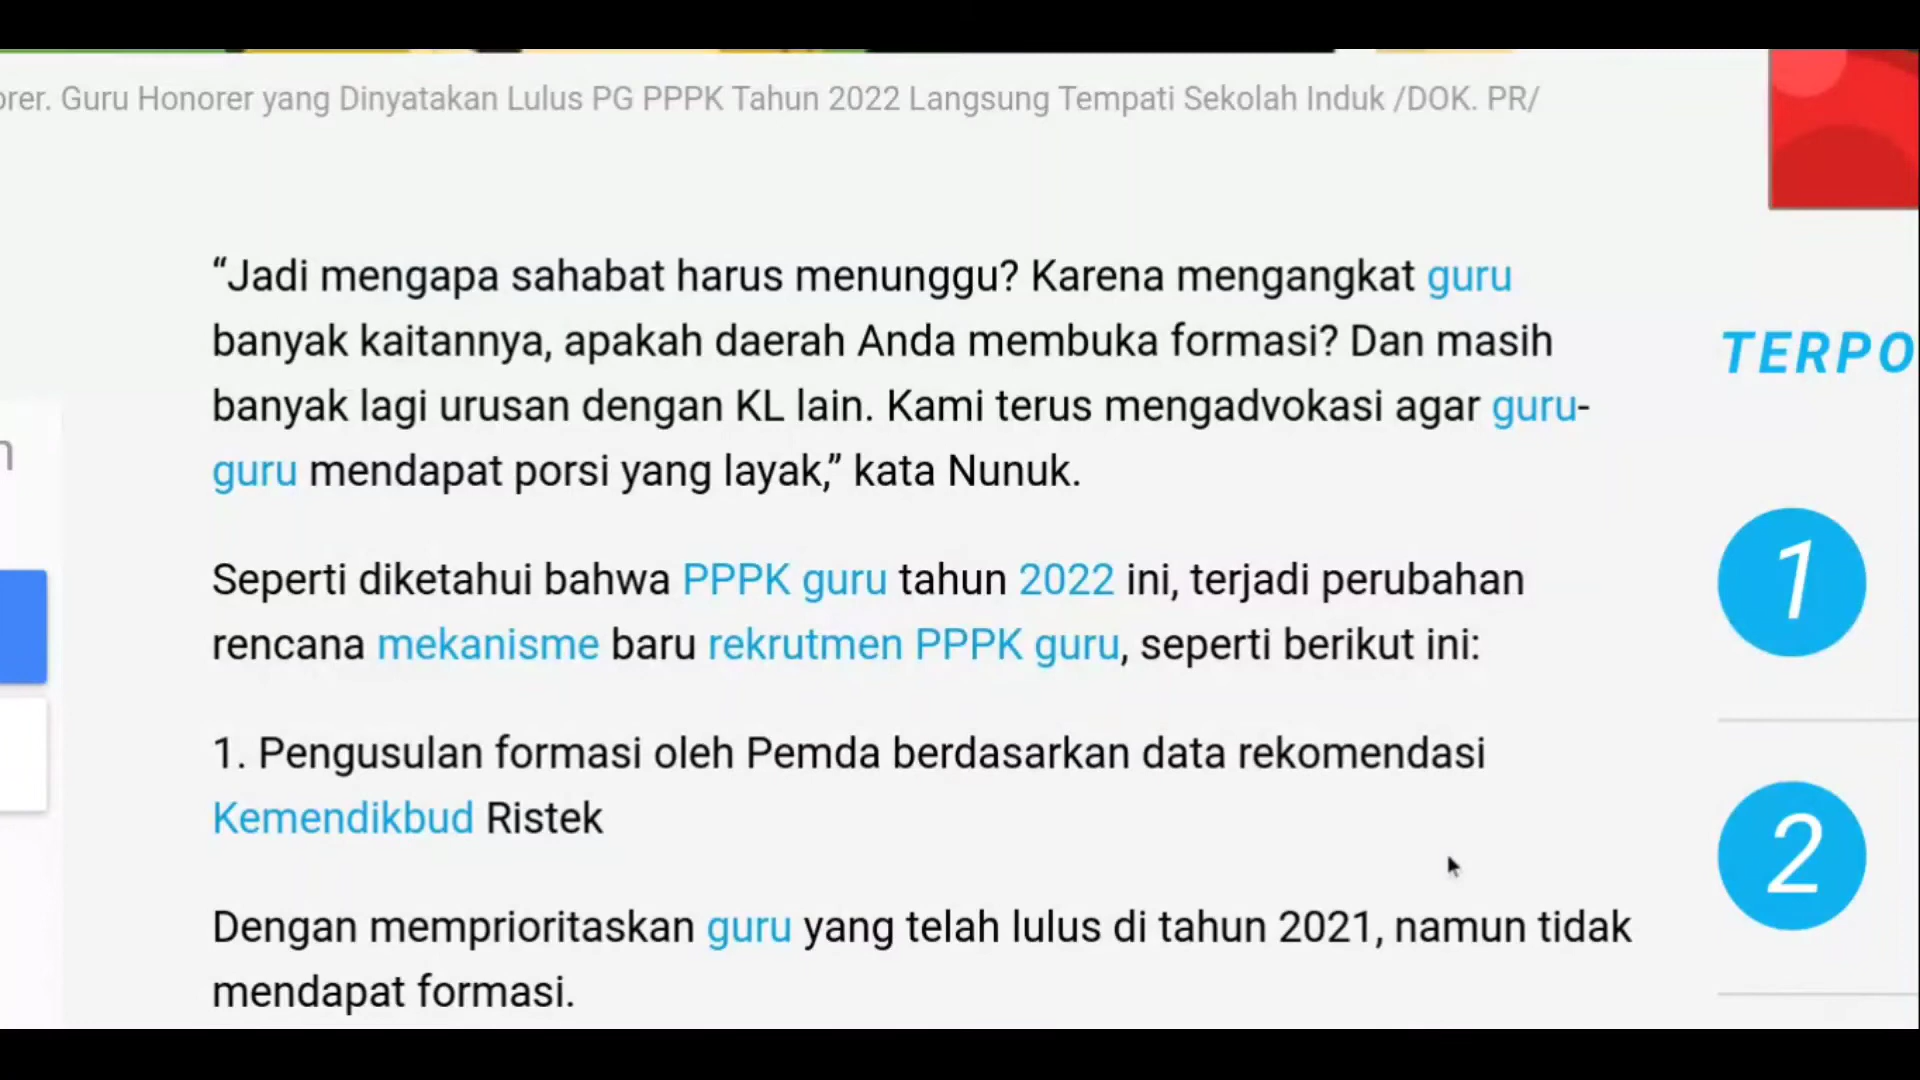 orer. Guru Honorer yang Dinyatakan Lulus PG PPPK Tahun 2022 Langsung Tempati Sekolah Induk /DOK. PR/
“Jadi mengapa sahabat harus menunggu? Karena mengangkat guru
banyak kaitannya, apakah daerah Anda membuka formasi? Dan masih
banyak lagi urusan dengan KL lain. Kami terus mengadvokasi agar guru-
guru mendapat porsi yang layak,” kata Nunuk.
Seperti diketahui bahwa PPPK guru tahun 2022 ini, terjadi perubahan
rencana mekanisme baru rekrutmen PPPK guru, seperti berikut ini:
1. Pengusulan formasi oleh Pemda berdasarkan data rekomendasi
Kemendikbud Ristek
Dengan memprioritaskan guru yang telah lulus di tahun 2021, namun tidak
mendapat formasi.
TERPO
1
2